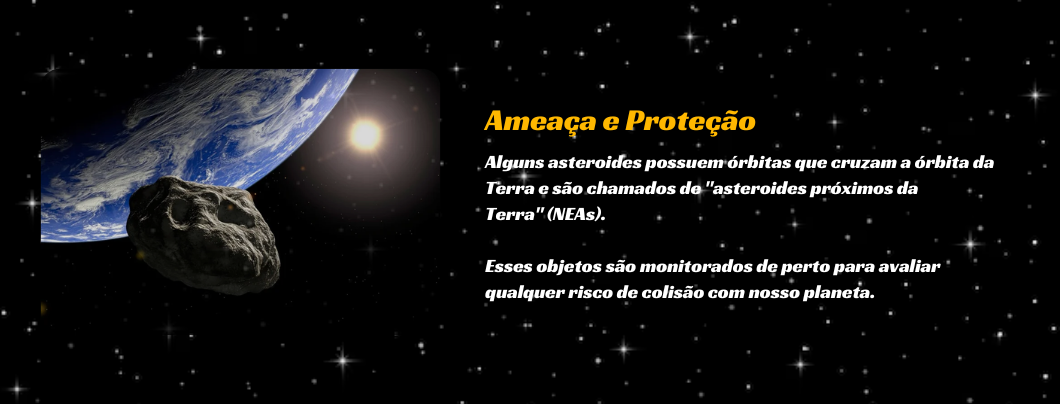 Ameaça e Proteção
Alguns asteroides possuem órbitas que cruzam a órbita da
Terra e são chamados de "asteroides próximos da
Terra" (NEAs).
Esses objetos são monitorados de perto para avaliar
qualquer risco de colisão com nosso planeta.